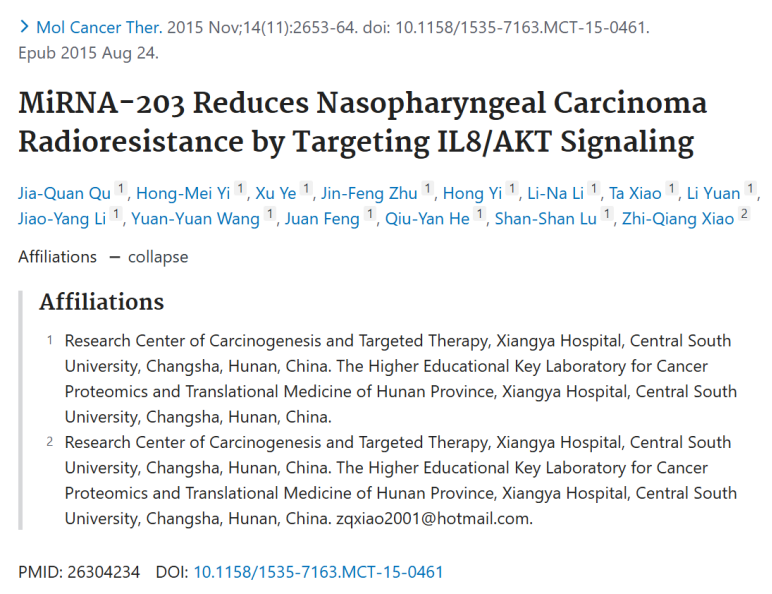 Mol Cancer Ther. 2015 Nov;14(11):2653-64. doi: 10.1158/1535-7163.MCT-15-0461.
Epub 2015 Aug 24.
MiRNA-203 Reduces Nasopharyngeal Carcinoma
Radioresistance by Targeting IL8/AKT Signaling
Jia-Quan Qu 1, Hong-Mei Yi 1, Xu Ye 1, Jin-Feng Zhu 1, Hong Yi 1, Li-Na Li 1, Ta Xiao 1, Li Yuan 1,
Jiao-Yang Li 1, Yuan-Yuan Wang 1, Juan Feng 1, Qiu-Yan He 1, Shan-Shan Lu 1, Zhi-Qiang Xiao 2
Affiliations – collapse
Affiliations
1 Research Center of Carcinogenesis and Targeted Therapy, Xiangya Hospital, Central South
University, Changsha, Hunan, China. The Higher Educational Key Laboratory for Cancer
Proteomics and Translational Medicine of Hunan Province, Xiangya Hospital, Central South
University, Changsha, Hunan, China.
2 Research Center of Carcinogenesis and Targeted Therapy, Xiangya Hospital, Central South
University, Changsha, Hunan, China. The Higher Educational Key Laboratory for Cancer
Proteomics and Translational Medicine of Hunan Province, Xiangya Hospital, Central South
University, Changsha, Hunan, China. zqxiao2001@hotmail.com.
PMID: 26304234 DOI: 10.1158/1535-7163.MCT-15-0461